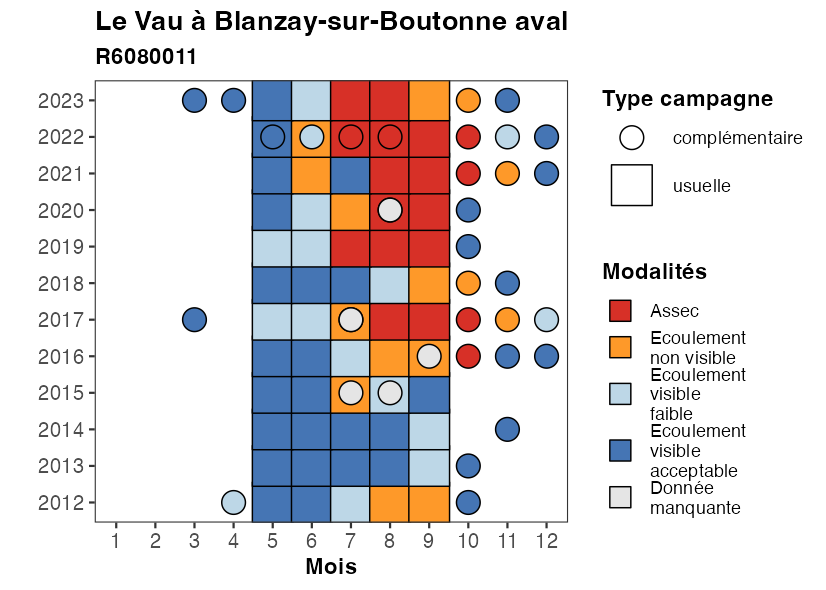 Le Vau à Blanzay-sur-Boutonne aval
R6080011
2023
2022
2021
2020
2019
2018
2017
2016
2015
2014
2013
2012
1 2 3 4 5 6 7 8 9 10 11 12
Mois
Type campagne
complémentaire
usuelle
Modalités
Assec
Ecoulement
non visible
Ecoulement
visible
faible
Ecoulement
visible
acceptable
Donnée
manquante